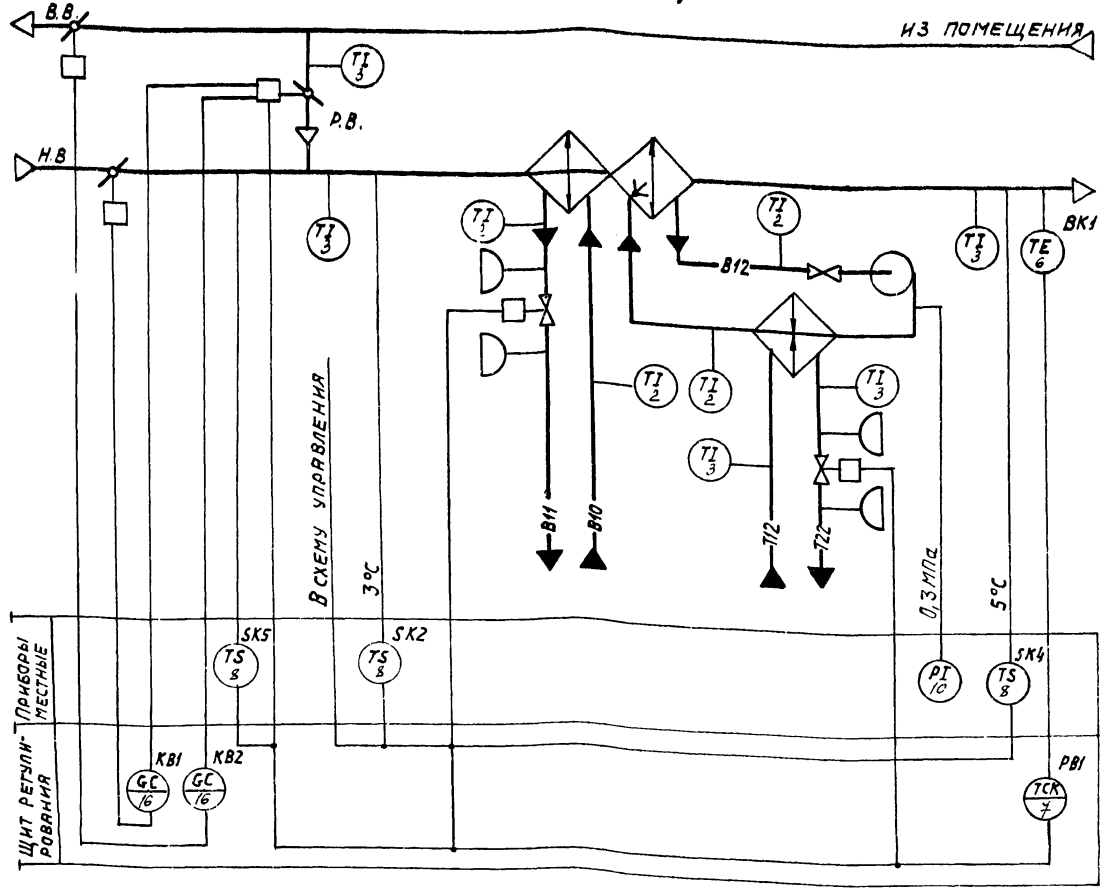 В.В.
ИЗ ПОМЕЩЕНИЯ
TI
3
Р.В.
Н.В
TI
3
TI
TI
2
TI
3
TE
6
ВК1
В12
TI
2
TI
2
TI
3
TI
3
В СХЕМУ УПРАВЛЕНИЯ
3°С
В11
В10
Т12
Т22
0,3 МПа
5°С
ПРИБОРЫ
МЕСТНЫЕ
TS
8
SK5
TS
8
SK2
PI
10
TS
8
SK4
ЩИТ РЕГУЛИ-
РОВАНИЯ
GC
16
КВ1
GC
16
КВ2
TCK
7
РВ1